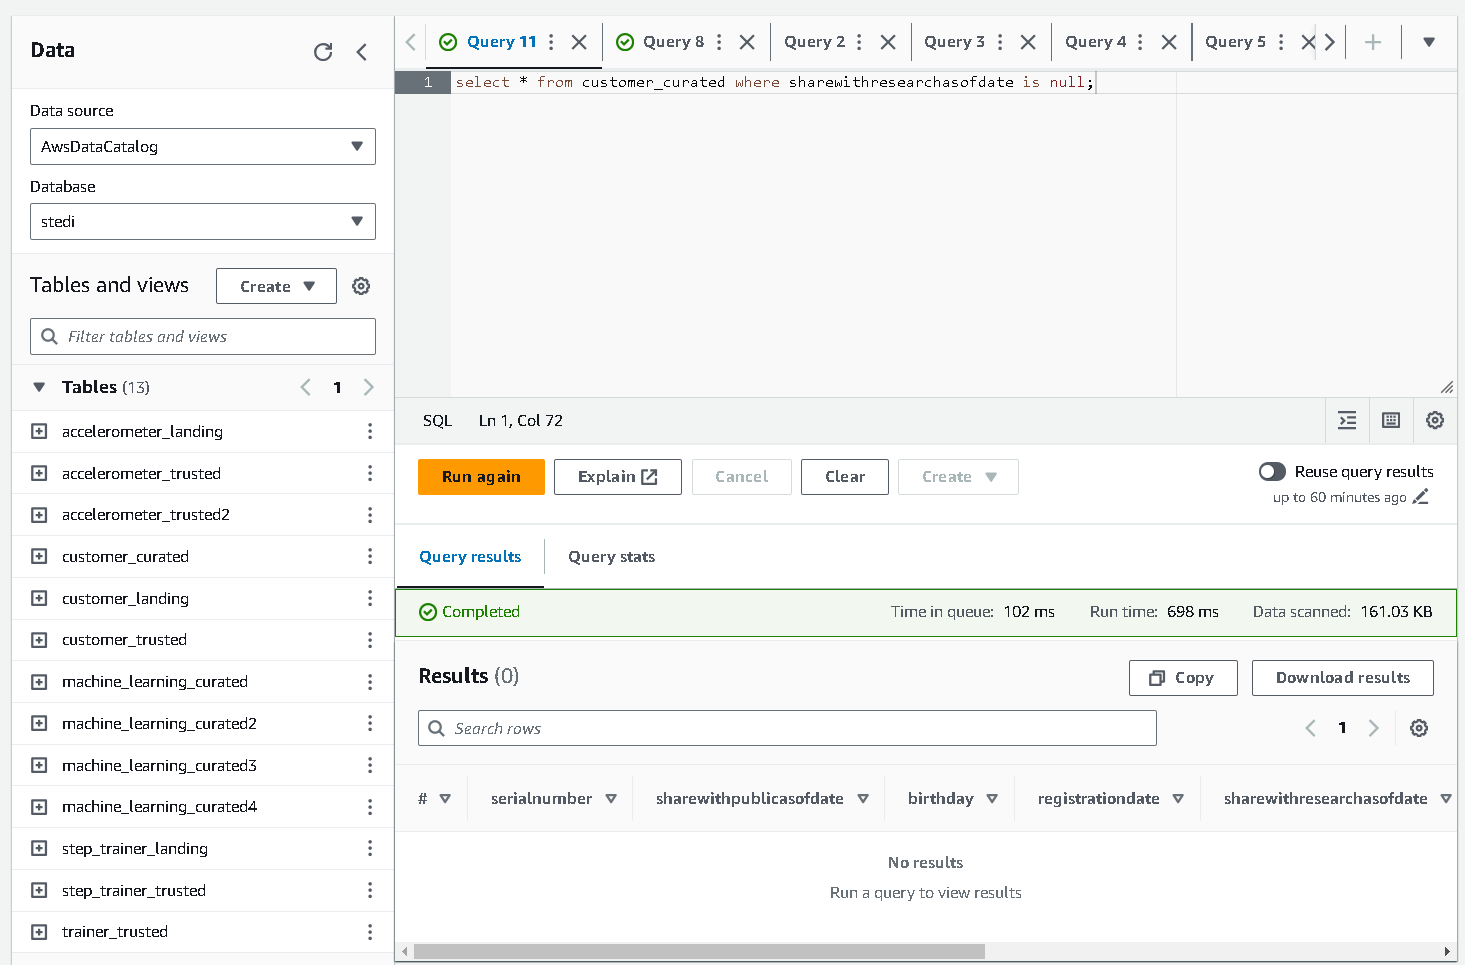 Data
Data source
AwsDataCatalog
Database
stedi
Tables and views
Create
Filter tables and views
Tables (13)
1
accelerometer_landing
accelerometer_trusted
accelerometer_trusted2
customer_curated
customer_landing
customer_trusted
machine_learning_curated
machine_learning_curated2
machine_learning_curated3
machine_learning_curated4
step_trainer_landing
step_trainer_trusted
trainer_trusted
Query 11
Query 8
Query 2
Query 3
Query 4
Query 5
1 select * from customer_curated where sharewithresearchasofdate is null;
SQL Ln 1, Col 72
Run again
Explain
Cancel
Clear
Create
Reuse query results
up to 60 minutes ago
Query results
Query stats
Completed
Time in queue: 102 ms
Run time: 698 ms
Data scanned: 161.03 KB
Results (0)
Copy
Download results
Search rows
1
# serialnumber sharewithpublicasofdate birthday registrationdate sharewithresearchasofdate
No results
Run a query to view results